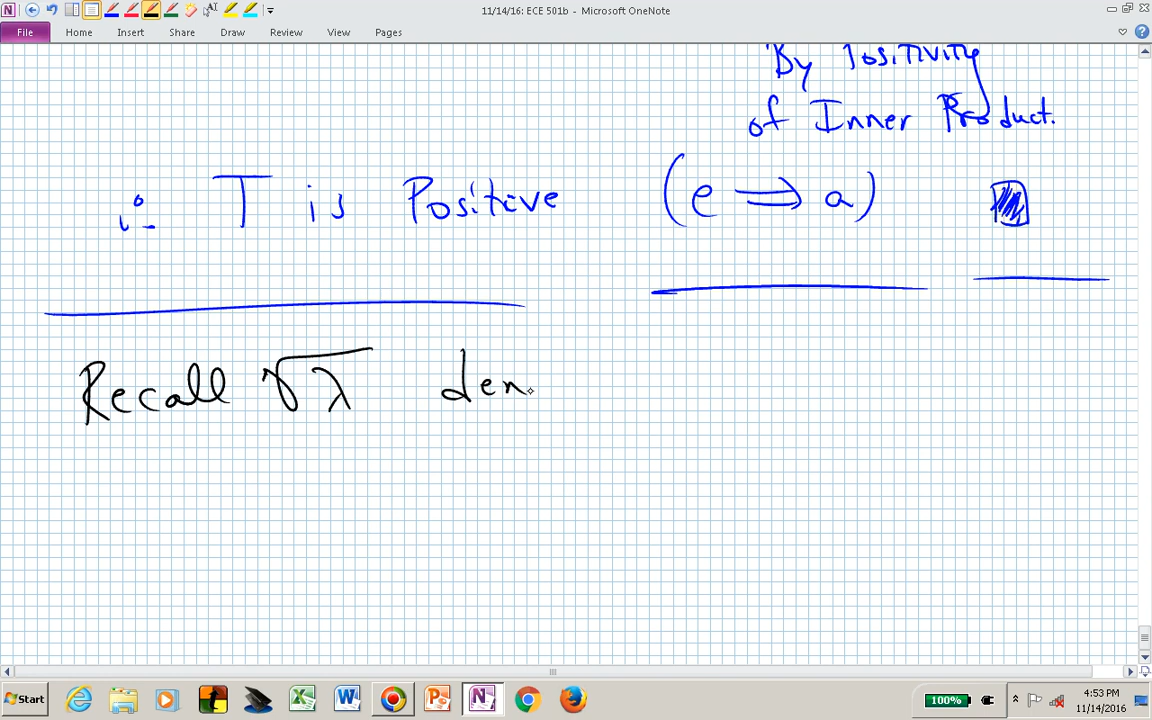 11/14/16: ECE 501b - Microsoft OneNote
File Home Insert Share Draw Review View Pages
By Positivity
of Inner Product.
∴ T is Positive (e ⟹ a)
Recall √λ den
Start
100%
4:53 PM
11/14/2016